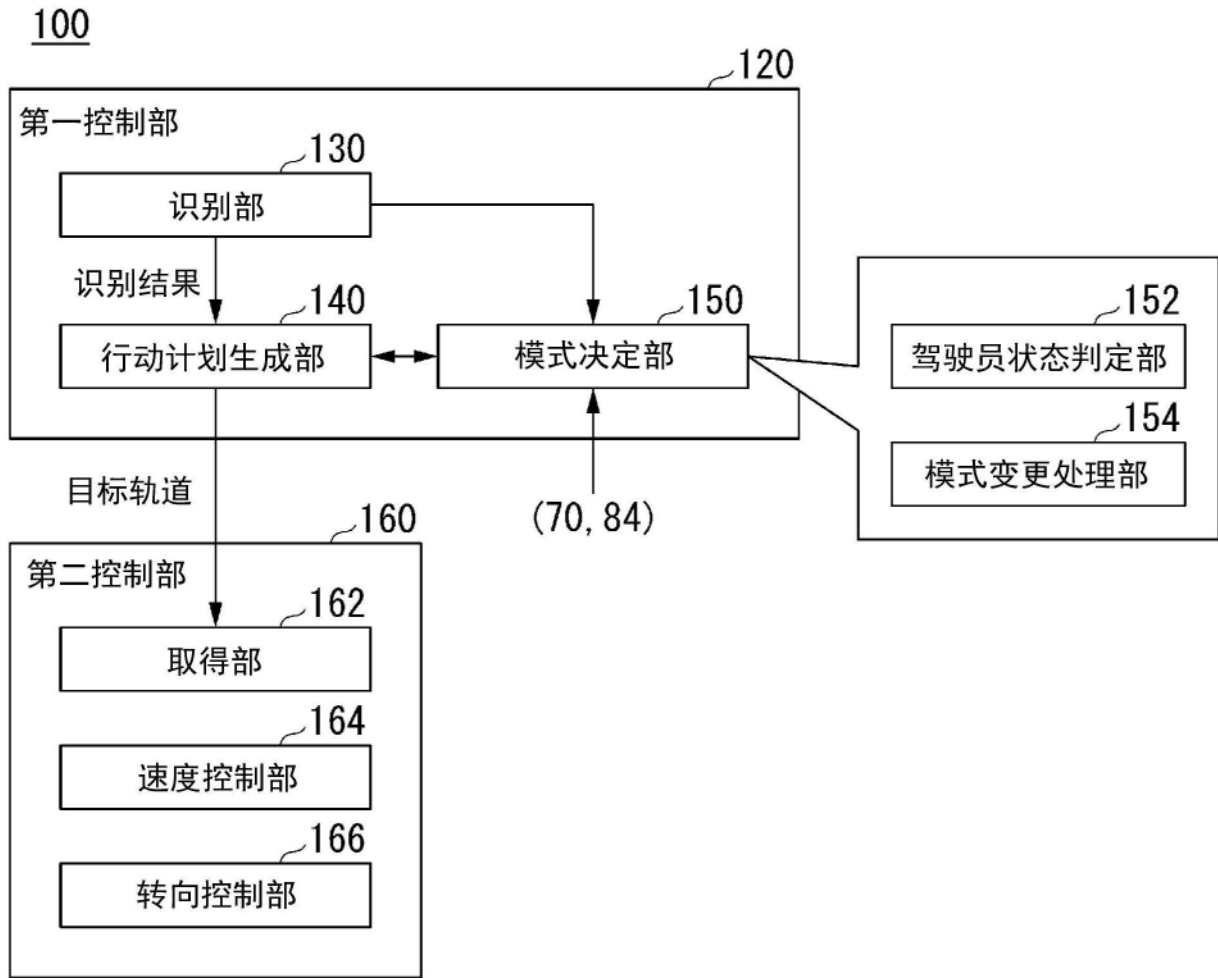 100
120
第一控制部
130
识别部
识别结果
140
行动计划生成部
150
模式决定部
152
驾驶员状态判定部
154
模式变更处理部
目标轨道
(70, 84)
160
第二控制部
162
取得部
164
速度控制部
166
转向控制部